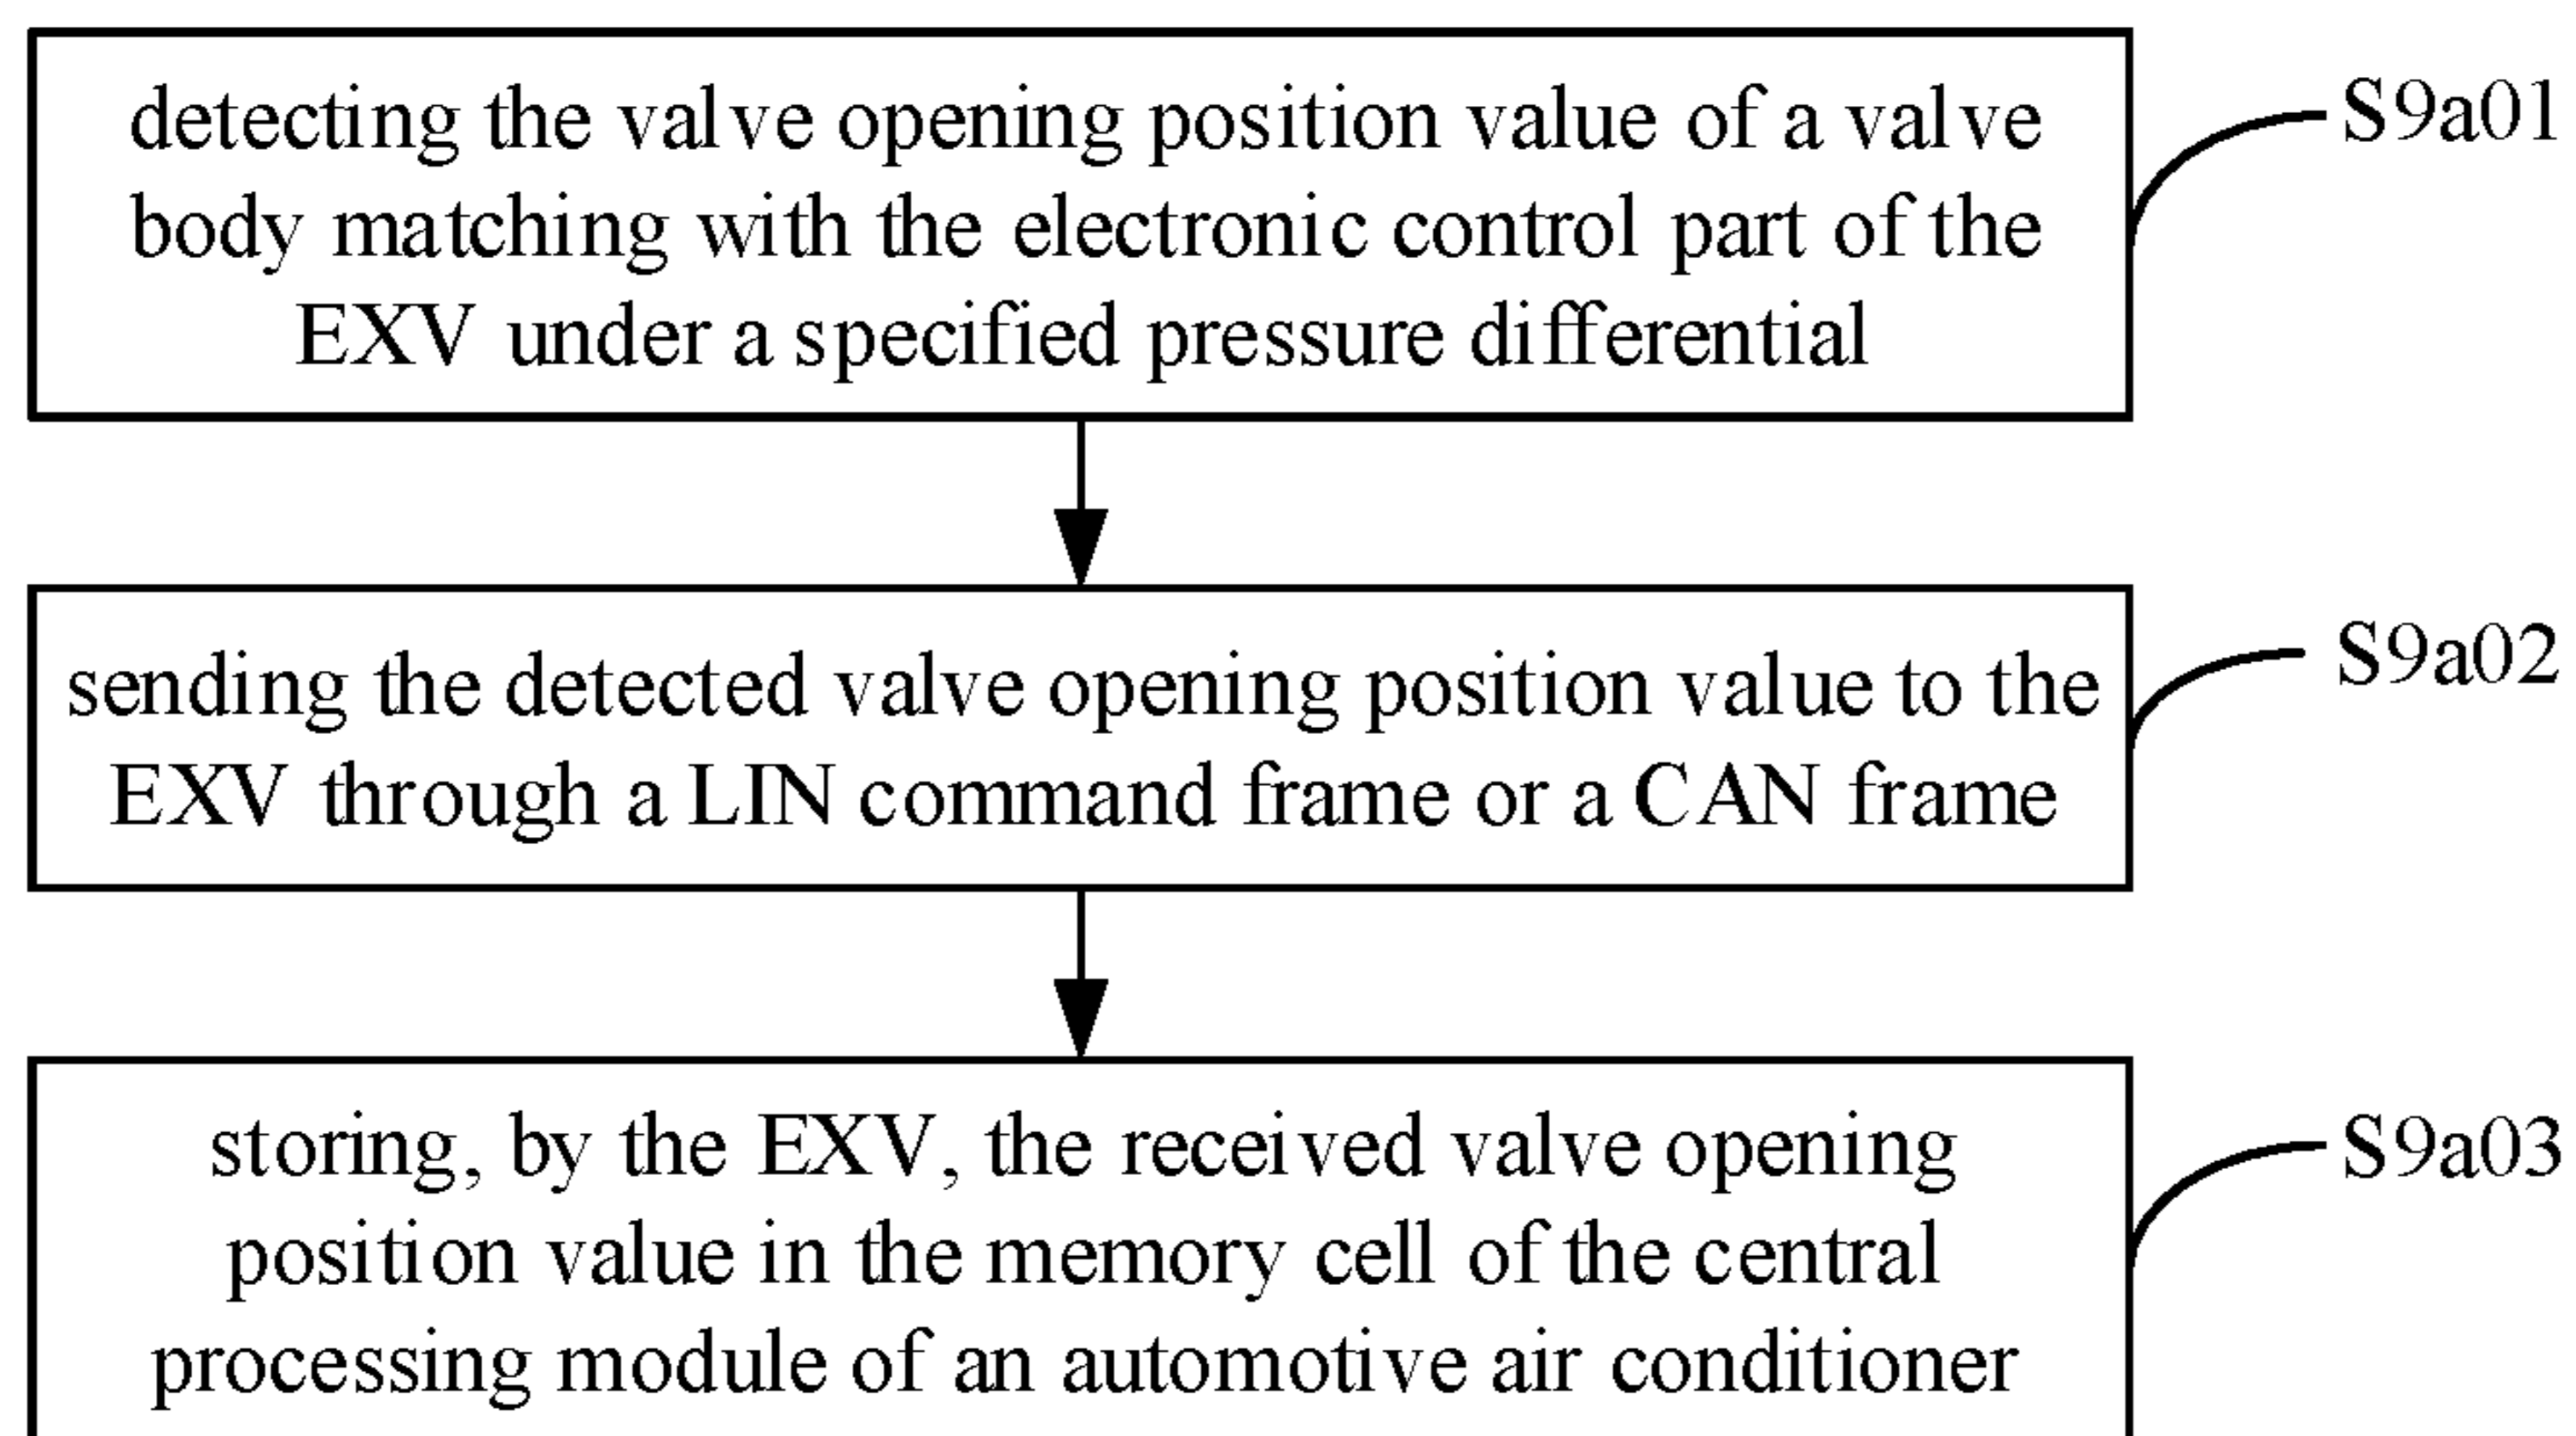 detecting the valve opening position value of a valve
body matching with the electronic control part of the
EXV under a specified pressure differential
S9a01
sending the detected valve opening position value to the
EXV through a LIN command frame or a CAN frame
S9a02
storing, by the EXV, the received valve opening
position value in the memory cell of the central
processing module of an automotive air conditioner
S9a03